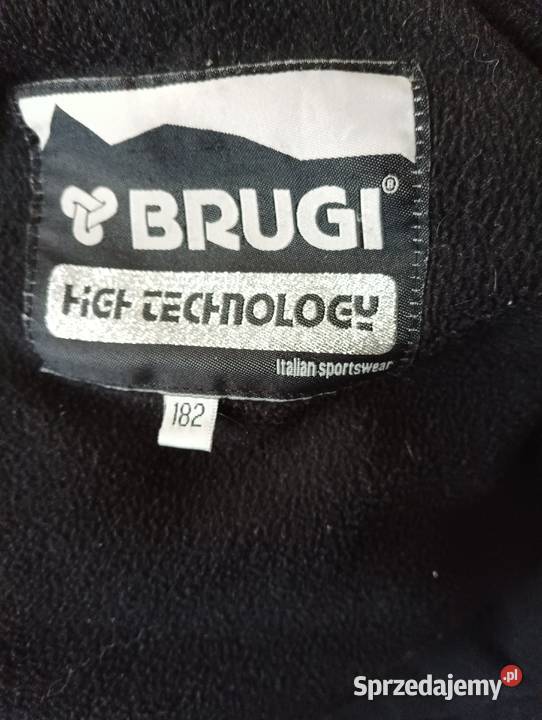 BRUGI®
HIGH TECHNOLOGY
Italian sportswear
182
Sprzedajemy.pl